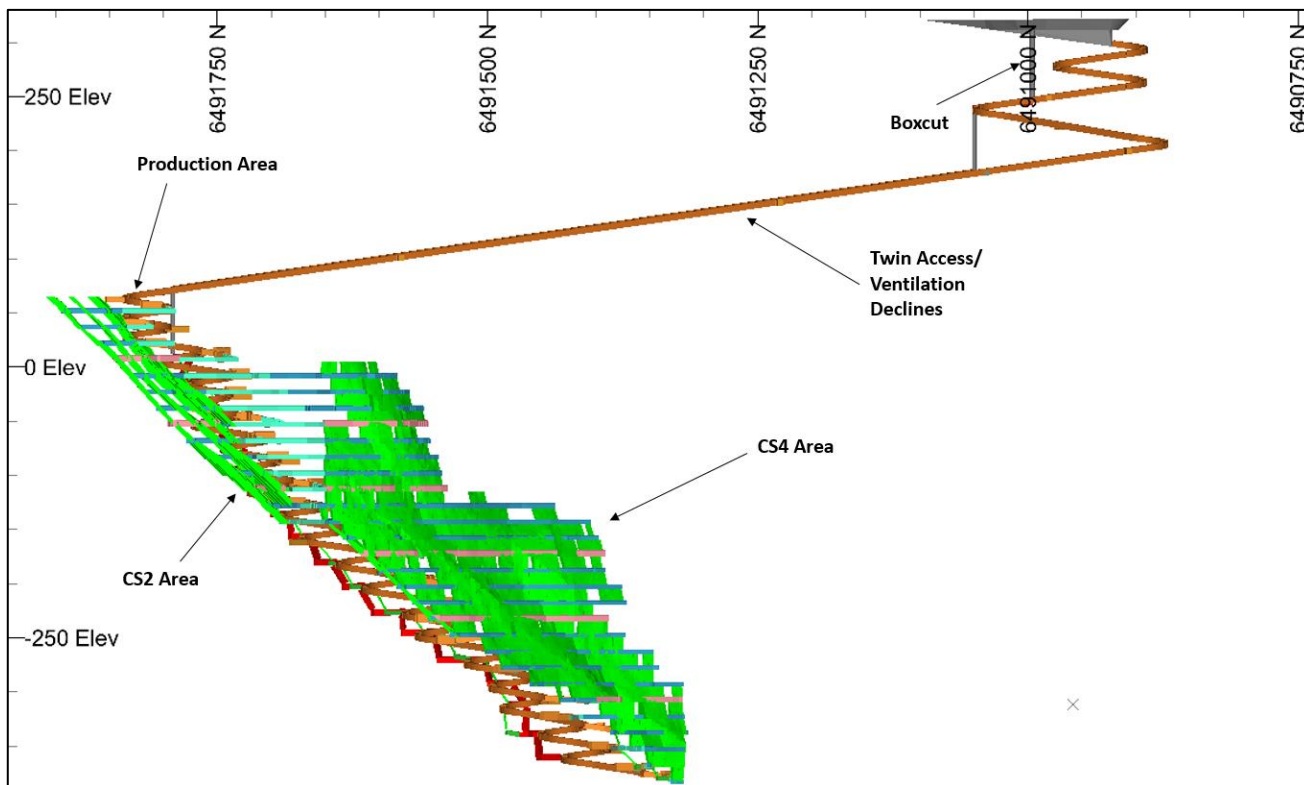 6491750 N
6491500 N
6491250 N
6491000 N
6490750 N
250 Elev
Boxcut
Production Area
Twin Access/
Ventilation
Declines
0 Elev
CS4 Area
CS2 Area
-250 Elev